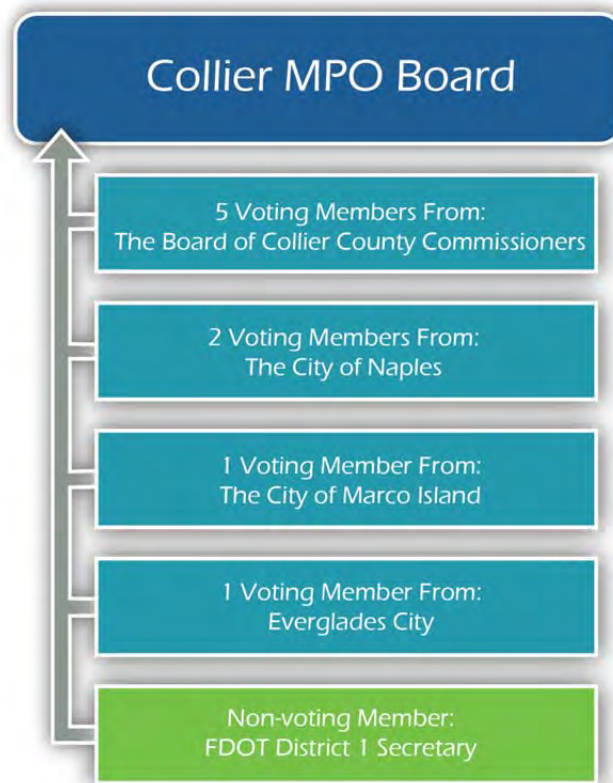 Collier MPO Board
5 Voting Members From:
The Board of Collier County Commissioners
2 Voting Members From:
The City of Naples
1 Voting Member From:
The City of Marco Island
1 Voting Member From:
Everglades City
Non-voting Member:
FDOT District 1 Secretary